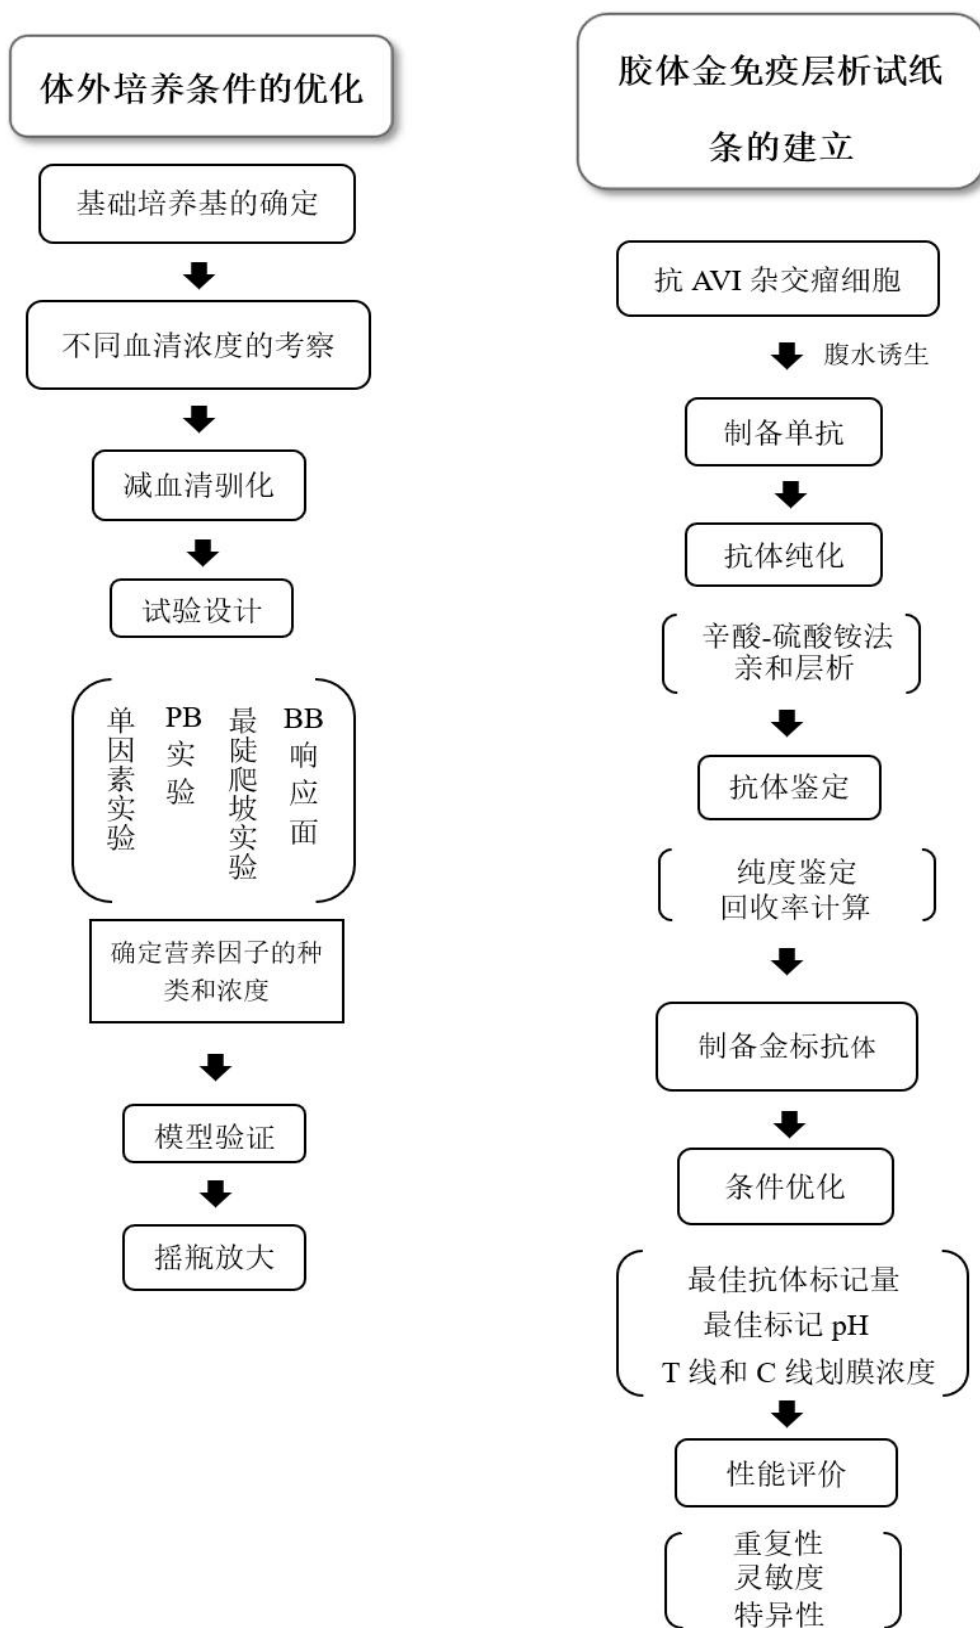 体外培养条件的优化
基础培养基的确定
不同血清浓度的考察
减血清驯化
试验设计
单因素实验
PB实验
最陡爬坡实验
BB响应面
确定营养因子的种
类和浓度
模型验证
摇瓶放大
胶体金免疫层析试纸
条的建立
抗 AVI 杂交瘤细胞
腹水诱生
制备单抗
抗体纯化
辛酸-硫酸铵法
亲和层析
抗体鉴定
纯度鉴定
回收率计算
制备金标抗体
条件优化
最佳抗体标记量
最佳标记 pH
T 线和 C 线划膜浓度
性能评价
重复性
灵敏度
特异性